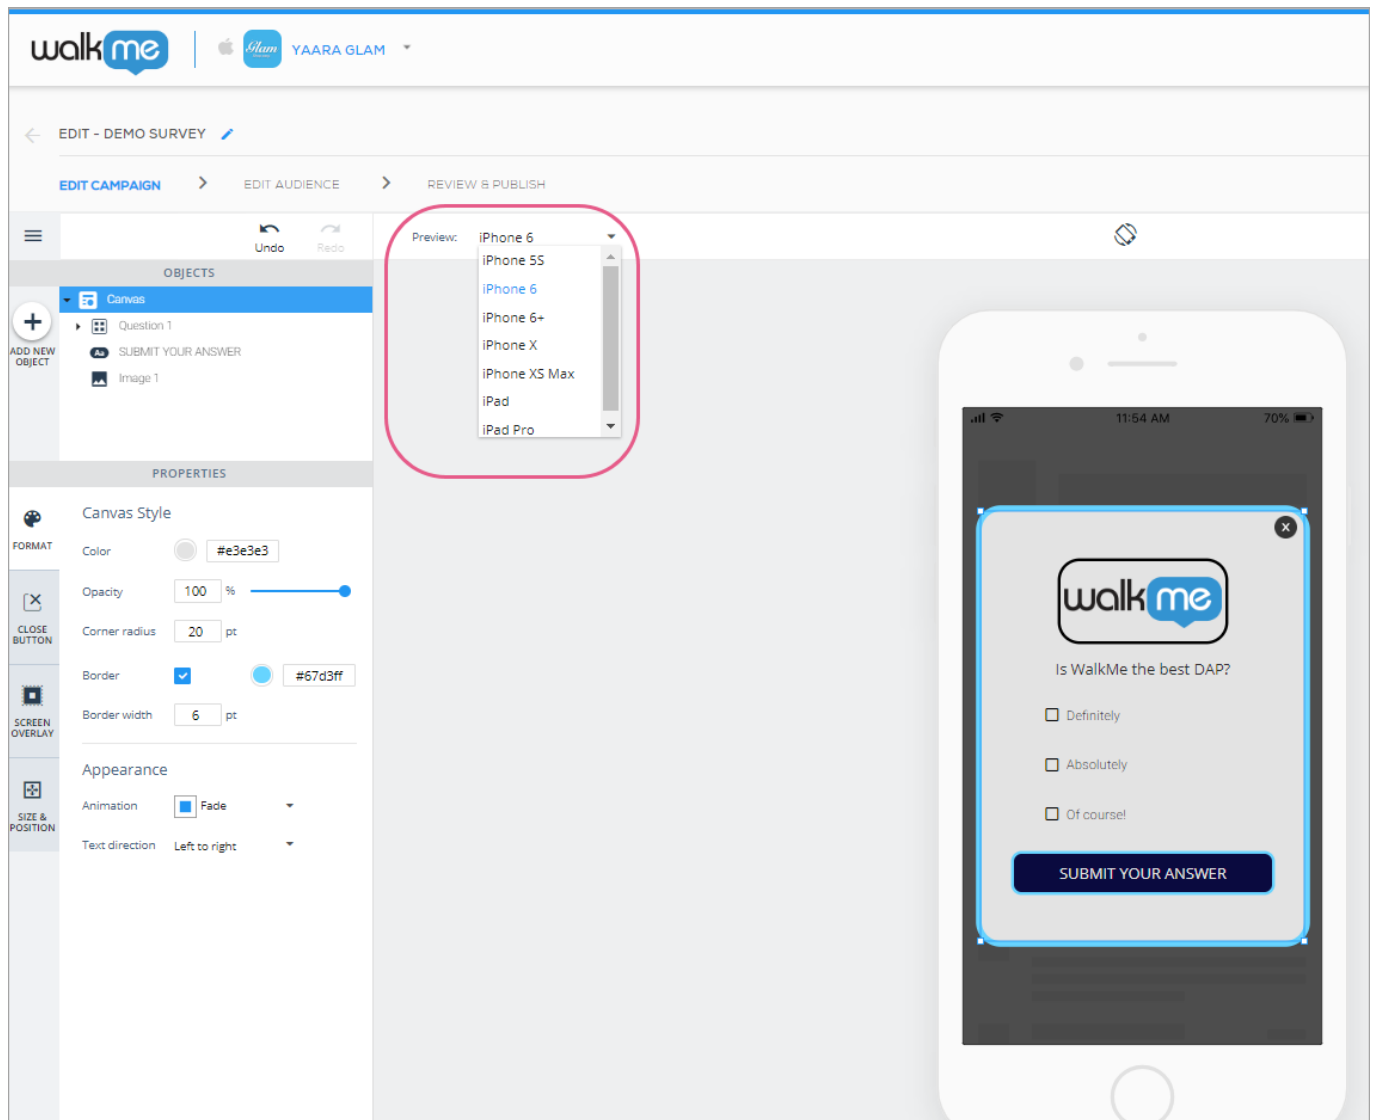 walkme
Glam
YAARA GLAM
EDIT - DEMO SURVEY
EDIT CAMPAIGN
EDIT AUDIENCE
REVIEW & PUBLISH
Undo
Redo
Preview:
iPhone 6
iPhone 5S
iPhone 6
iPhone 6+
iPhone X
iPhone XS Max
iPad
iPad Pro
OBJECTS
Canvas
Question 1
Aa
SUBMIT YOUR ANSWER
Image 1
ADD NEW
OBJECT
PROPERTIES
FORMAT
CLOSE
BUTTON
SCREEN
OVERLAY
SIZE &
POSITION
Canvas Style
Color
#e3e3e3
Opacity
100 %
Corner radius
20 pt
Border
#67d3ff
Border width
6 pt
Appearance
Animation
Fade
Text direction
Left to right
11:54 AM
70%
walkme
Is WalkMe the best DAP?
Definitely
Absolutely
Of course!
SUBMIT YOUR ANSWER